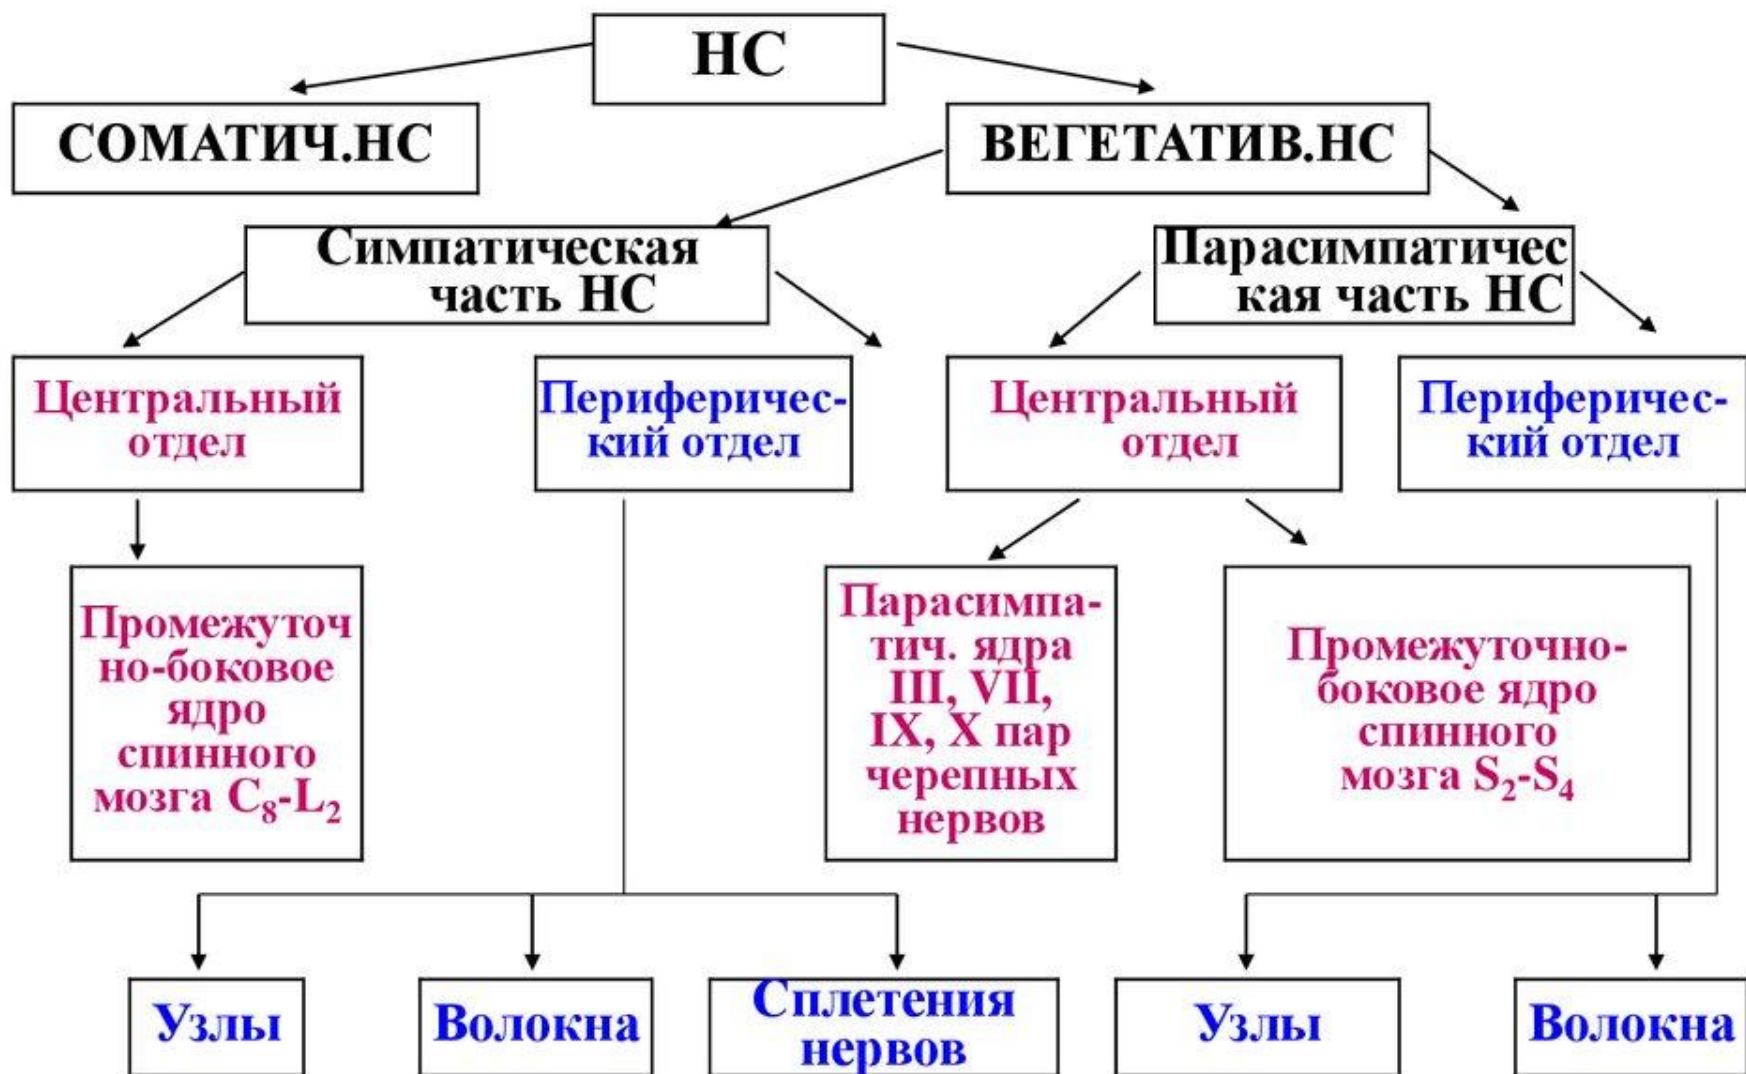 НС
СОМАТИЧ.НС
ВЕГЕТАТИВ.НС
Симпатическая
часть НС
Парасимпатичес
кая часть НС
Центральный
отдел
Периферичес-
кий отдел
Центральный
отдел
Периферичес-
кий отдел
Промежуточ
но-боковое
ядро
спинного
мозга C₈-L₂
Парасимпа-
тич. ядра
III, VII,
IX, X пар
черепных
нервов
Промежуточно-
боковое ядро
спинного
мозга S₂-S₄
Узлы
Волокна
Сплетения
нервов
Узлы
Волокна